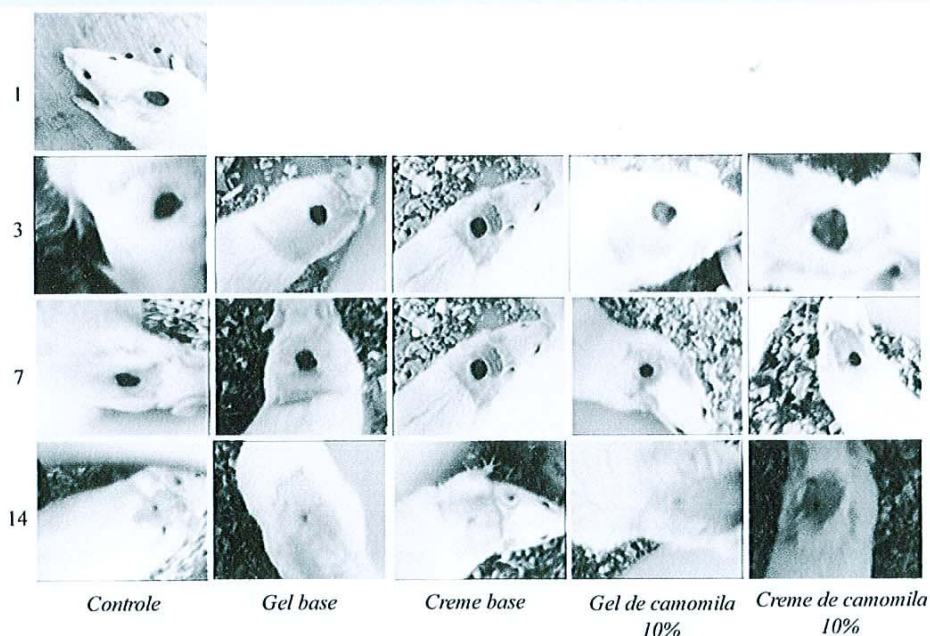 1
3
7
14
Controle
Gel base
Creme base
Gel de camomila
10%
Creme de camomila
10%